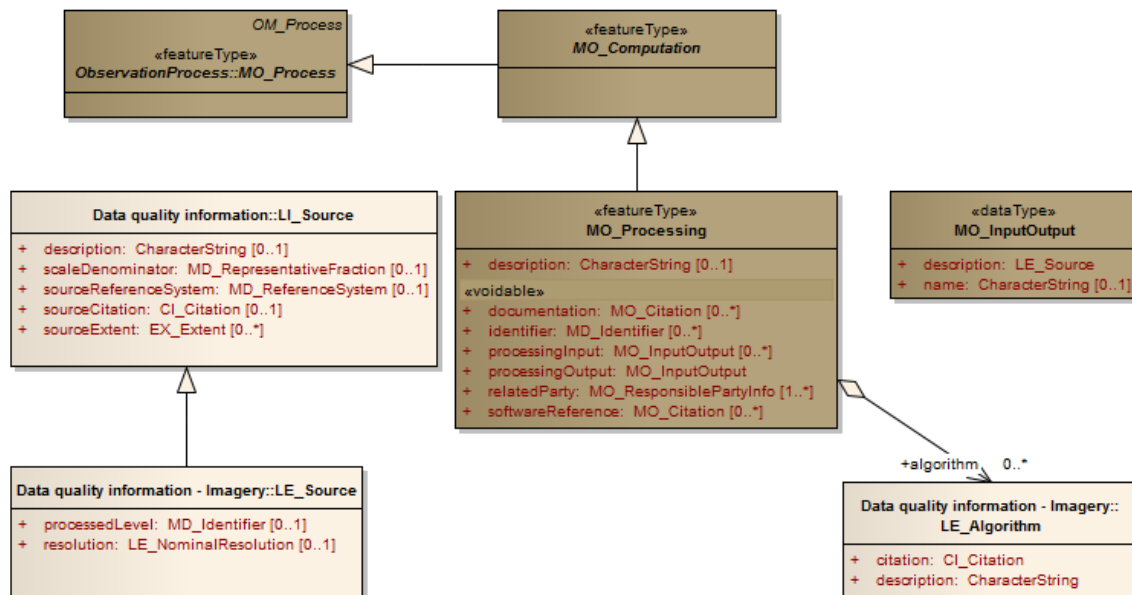 OM_Process
«featureType»
ObservationProcess::MO_Process
«featureType»
MO_Computation
Data quality information::LI_Source
+ description: CharacterString [0..1]
+ scaleDenominator: MD_RepresentativeFraction [0..1]
+ sourceReferenceSystem: MD_ReferenceSystem [0..1]
+ sourceCitation: CI_Citation [0..1]
+ sourceExtent: EX_Extent [0..*]
«featureType»
MO_Processing
+ description: CharacterString [0..1]
«voidable»
+ documentation: MO_Citation [0..*]
+ identifier: MD_Identifier [0..*]
+ processingInput: MO_InputOutput [0..*]
+ processingOutput: MO_InputOutput
+ relatedParty: MO_ResponsiblePartyInfo [1..*]
+ softwareReference: MO_Citation [0..*]
«dataType»
MO_InputOutput
+ description: LE_Source
+ name: CharacterString [0..1]
Data quality information - Imagery::LE_Source
+ processedLevel: MD_Identifier [0..1]
+ resolution: LE_NominalResolution [0..1]
+algorithm 0..*
Data quality information - Imagery::
LE_Algorithm
+ citation: CI_Citation
+ description: CharacterString